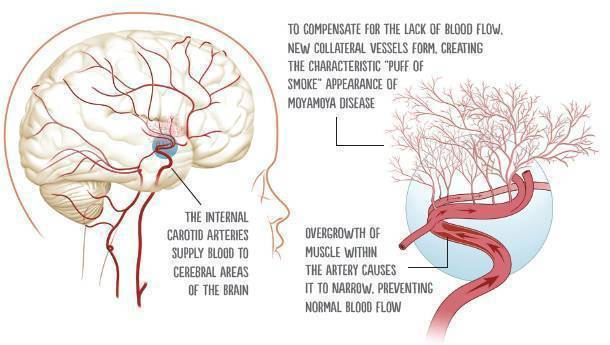 TO COMPENSATE FOR THE LACK OF BLOOD FLOW,
NEW COLLATERAL VESSELS FORM, CREATING
THE CHARACTERISTIC "PUFF OF
SMOKE" APPEARANCE OF
MOYAMOYA DISEASE
THE INTERNAL
CAROTID ARTERIES
SUPPLY BLOOD TO
CEREBRAL AREAS
OF THE BRAIN
OVERGROWTH OF
MUSCLE WITHIN
THE ARTERY CAUSES
IT TO NARROW, PREVENTING
NORMAL BLOOD FLOW